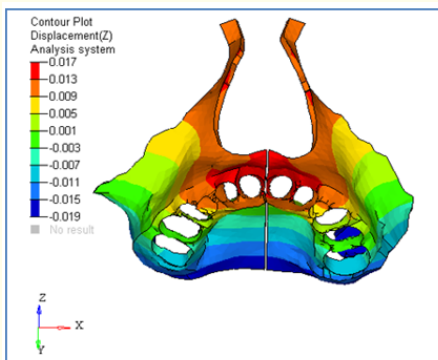 Contour Plot
Displacement(Z)
Analysis system
0.017
0.013
0.009
0.005
0.001
-0.003
-0.007
-0.011
-0.015
-0.019
No result
Z
X
Y